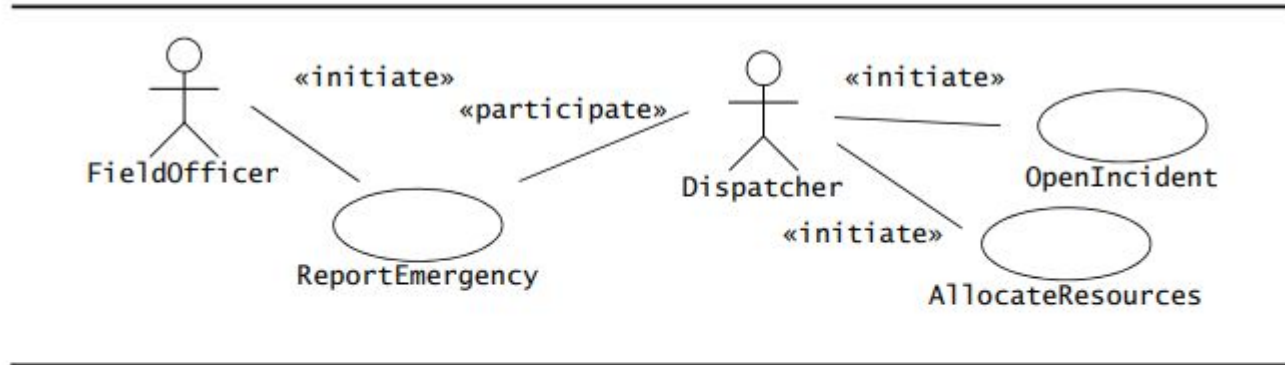 «initiate»
«participate»
«initiate»
FieldOfficer
Dispatcher
OpenIncident
«initiate»
ReportEmergency
AllocateResources